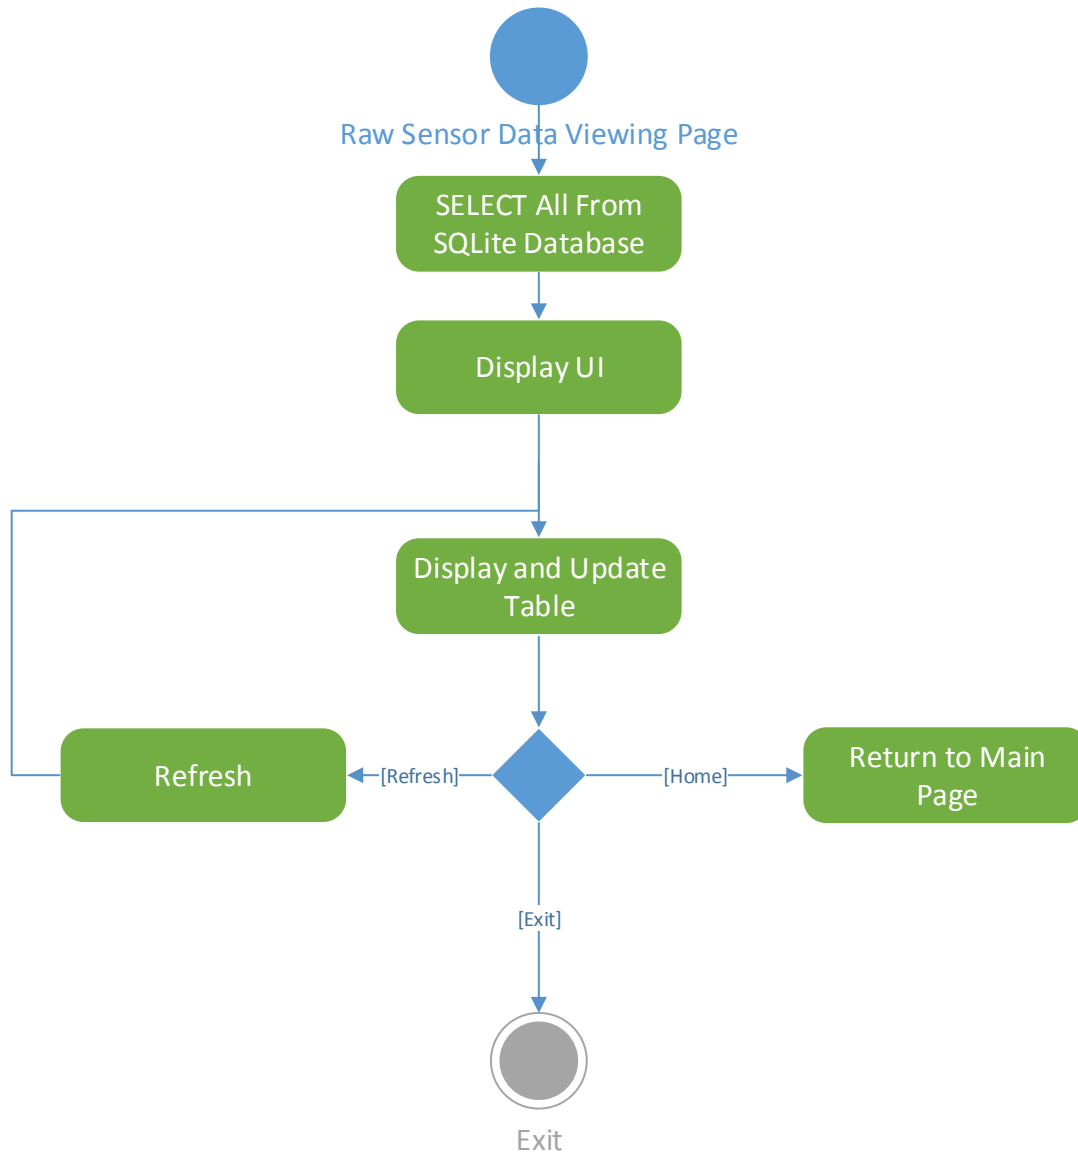 Raw Sensor Data Viewing Page
SELECT All From
SQLite Database
Display UI
Display and Update
Table
Refresh
[Refresh]
[Home]
Return to Main
Page
[Exit]
Exit